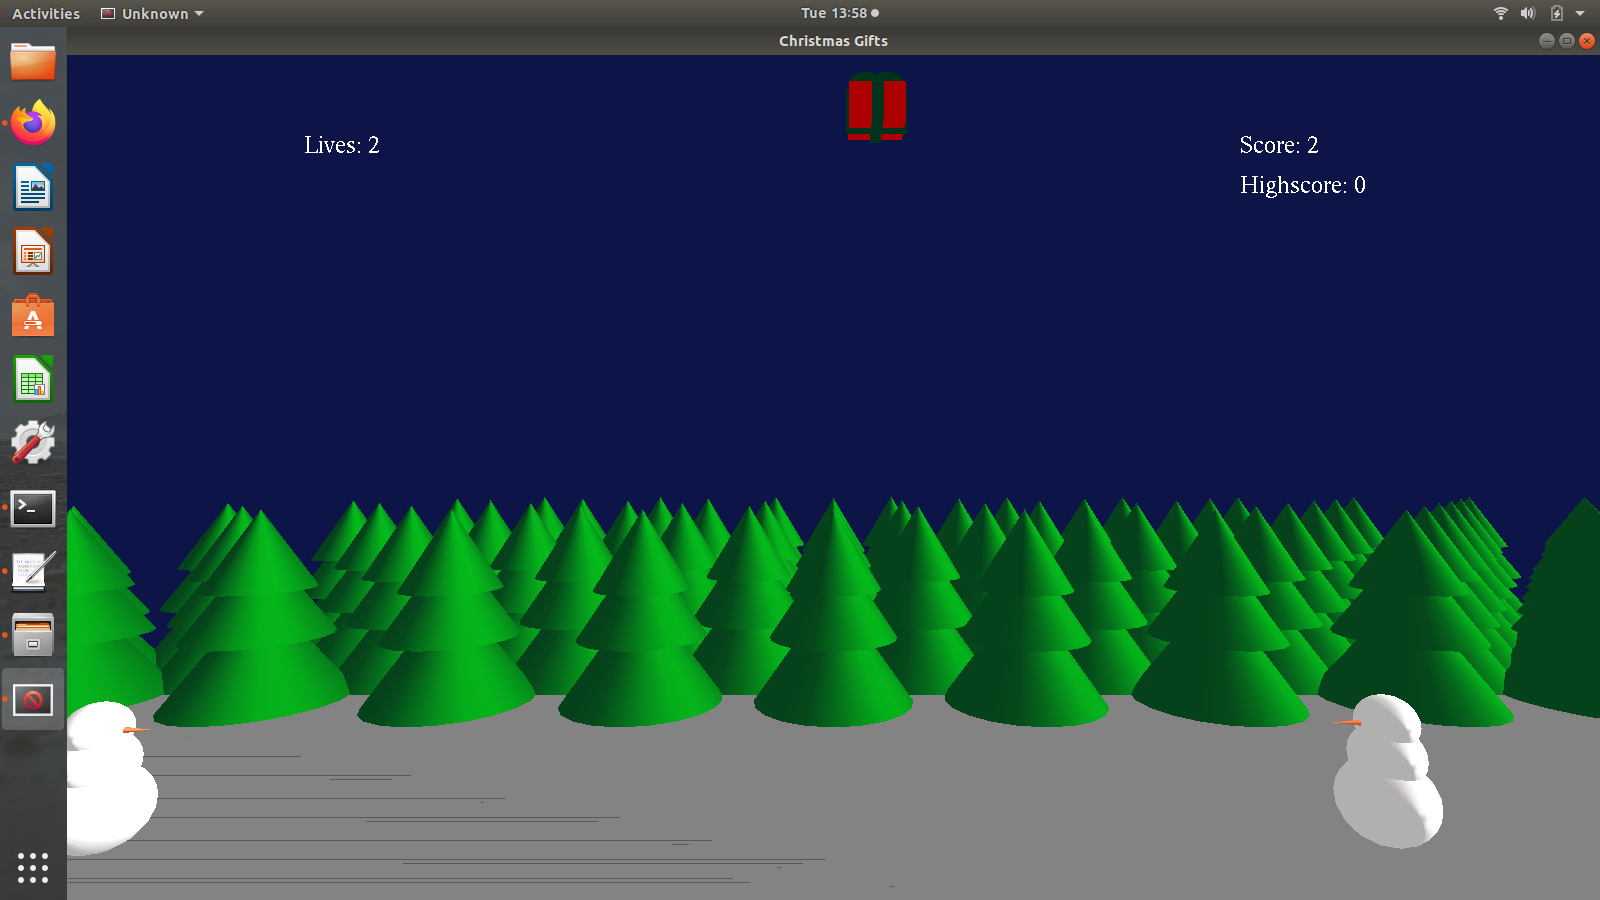 Activities
Unknown
Tue 13:58
Christmas Gifts
Lives: 2
Score: 2
Highscore: 0